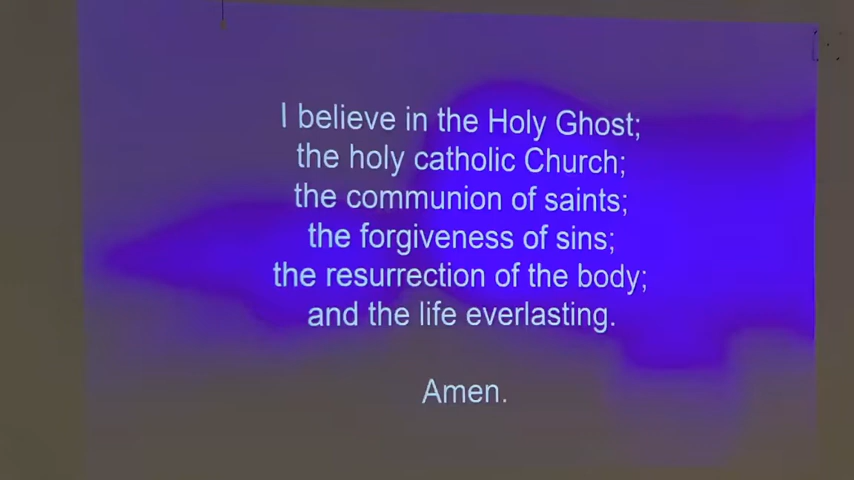 I believe in the Holy Ghost;
the holy catholic Church;
the communion of saints;
the forgiveness of sins;
the resurrection of the body;
and the life everlasting.
Amen.